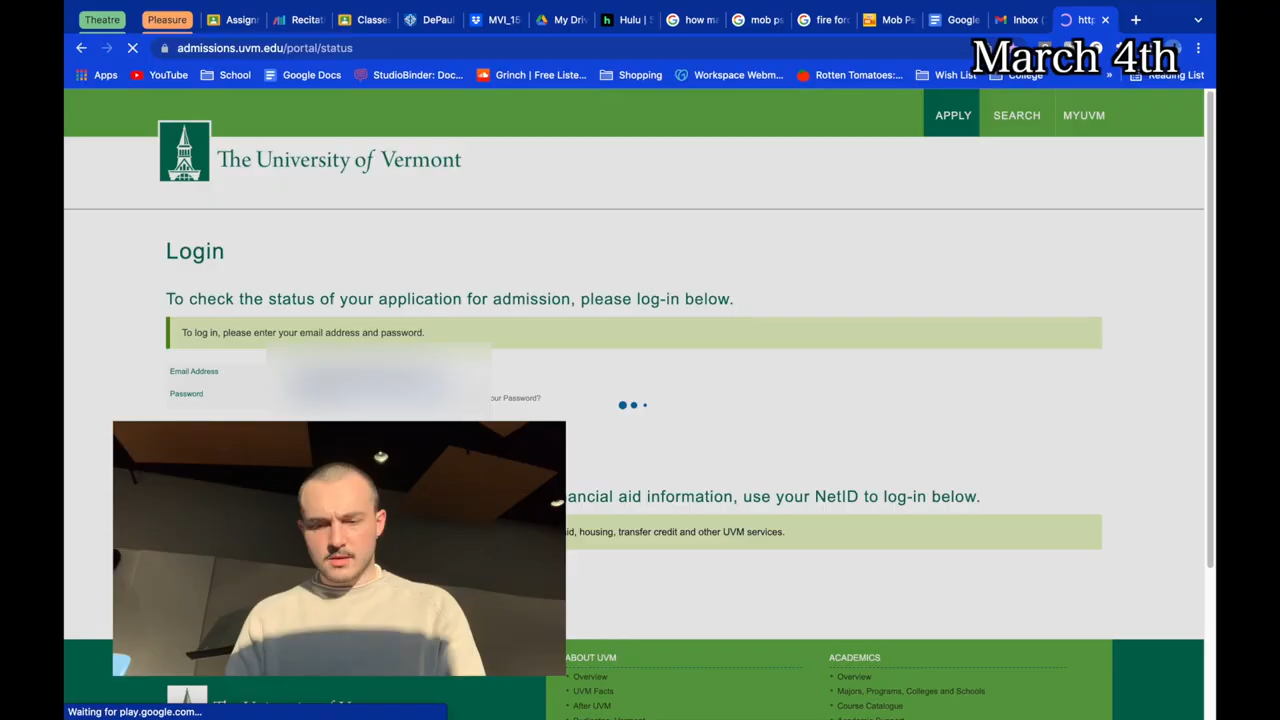 Theatre
Pleasure
Assignr
Recitat
Classes
DePaul
MVI_15
My Driv
Hulu | S
how ma
mob ps
fire forc
Mob Ps
Google
Inbox (
http
admissions.uvm.edu/portal/status
March 4th
Apps
YouTube
School
Google Docs
StudioBinder: Doc...
Grinch | Free Liste...
Shopping
Workspace Webm...
Rotten Tomatoes:...
Wish List
College
»
Reading List
APPLY
SEARCH
MYUVM
The University of Vermont
Login
To check the status of your application for admission, please log-in below.
To log in, please enter your email address and password.
Email Address
Password
our Password?
ancial aid information, use your NetID to log-in below.
id, housing, transfer credit and other UVM services.
ABOUT UVM
ACADEMICS
Overview
Overview
UVM Facts
Majors, Programs, Colleges and Schools
After UVM
Course Catalogue
Waiting for play.google.com...